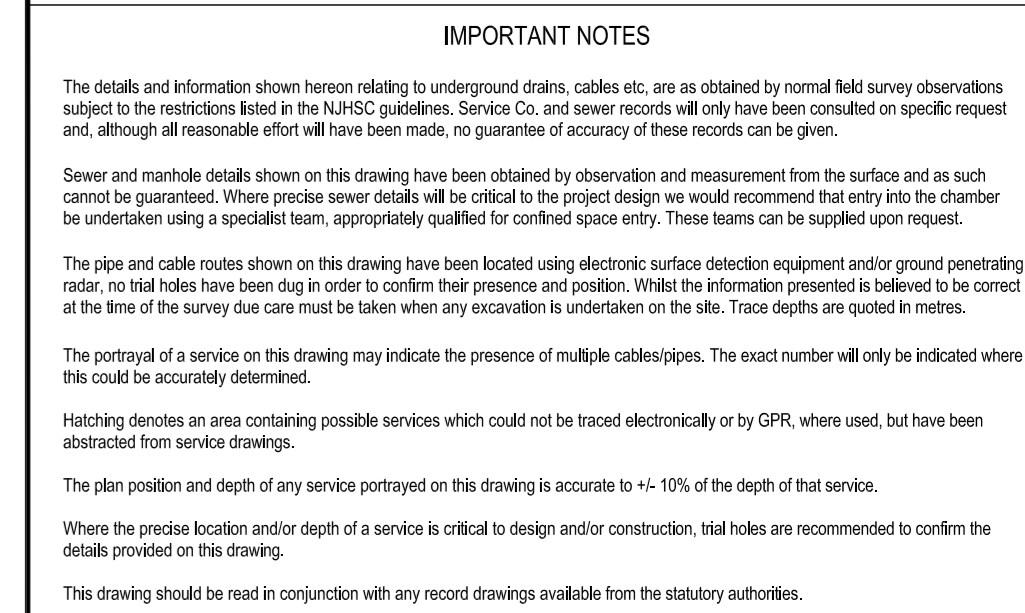 IMPORTANT NOTES
The details and information shown hereon relating to underground drains, cables etc, are as obtained by normal field survey observations
subject to the restrictions listed in the NJHSC guidelines. Service Co. and sewer records will only have been consulted on specific request
and, although all reasonable effort will have been made, no guarantee of accuracy of these records can be given.
Sewer and manhole details shown on this drawing have been obtained by observation and measurement from the surface and as such
cannot be guaranteed. Where precise sewer details will be critical to the project design we would recommend that entry into the chamber
be undertaken using a specialist team, appropriately qualified for confined space entry. These teams can be supplied upon request.
The pipe and cable routes shown on this drawing have been located using electronic surface detection equipment and/or ground penetrating
radar, no trial holes have been dug in order to confirm their presence and position. Whilst the information presented is believed to be correct
at the time of the survey due care must be taken when any excavation is undertaken on the site. Trace depths are quoted in metres.
The portrayal of a service on this drawing may indicate the presence of multiple cables/pipes. The exact number will only be indicated where
this could be accurately determined.
Hatching denotes an area containing possible services which could not be traced electronically or by GPR, where used, but have been
abstracted from service drawings.
The plan position and depth of any service portrayed on this drawing is accurate to +/- 10% of the depth of that service.
Where the precise location and/or depth of a service is critical to design and/or construction, trial holes are recommended to confirm the
details provided on this drawing.
This drawing should be read in conjunction with any record drawings available from the statutory authorities.